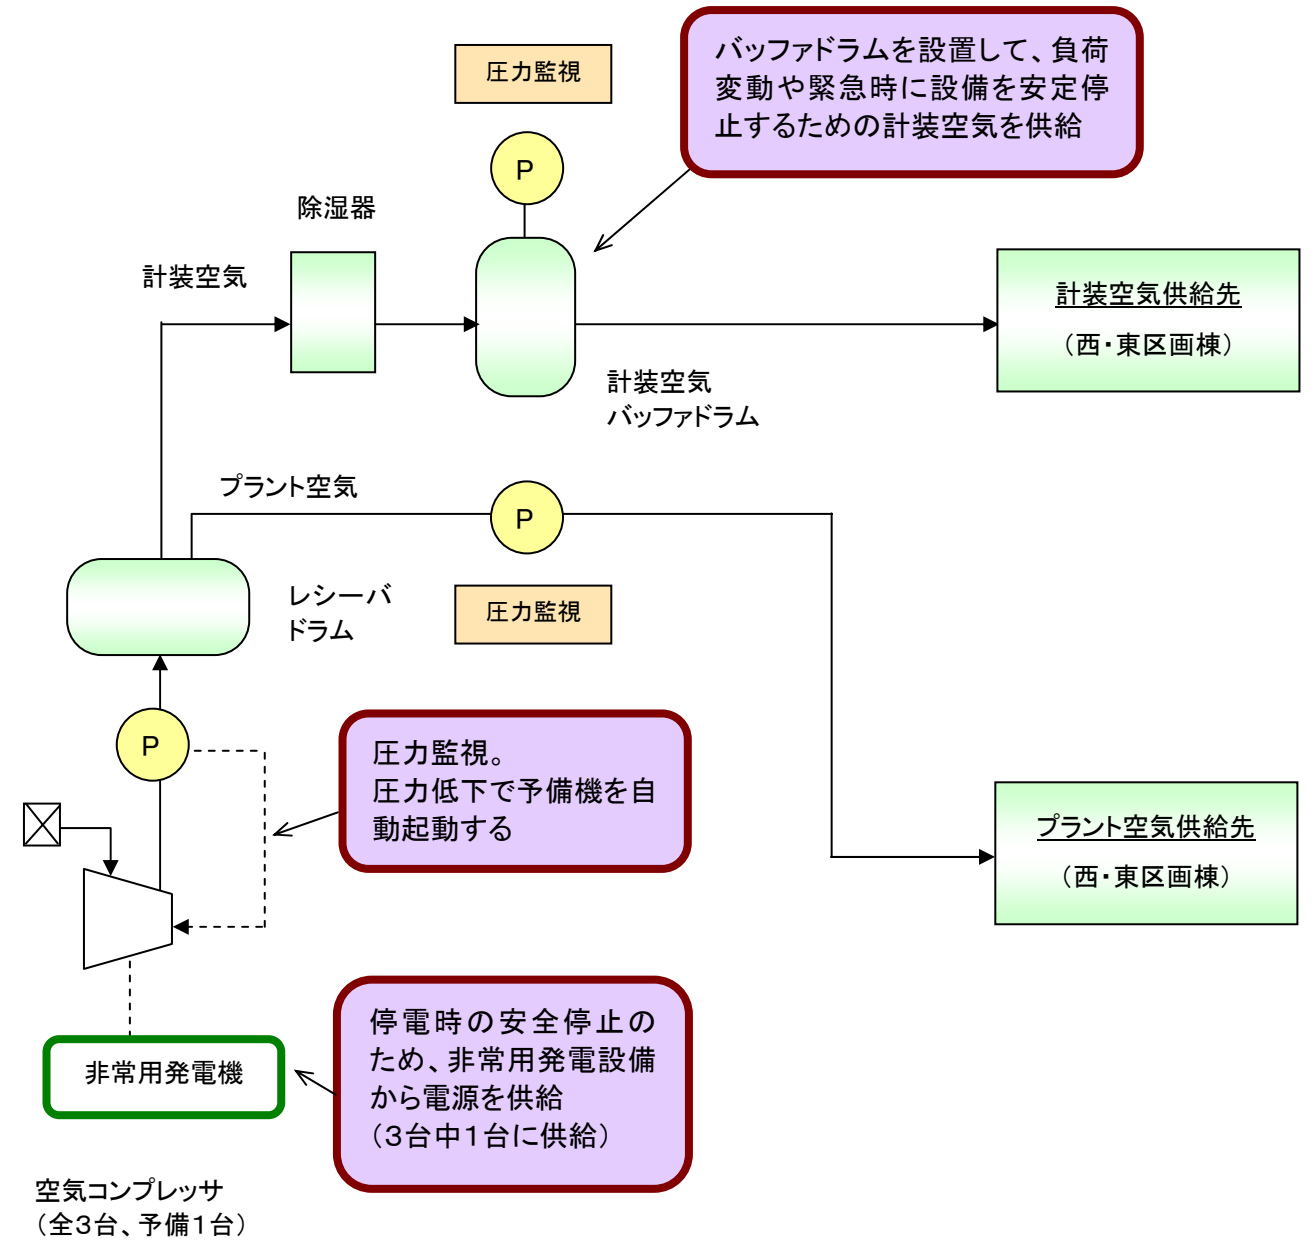 圧力監視
バッファドラムを設置して、負荷
変動や緊急時に設備を安定停
止するための計装空気を供給
P
除湿器
計装空気
計装空気供給先
（西・東区画棟）
計装空気
バッファドラム
プラント空気
P
レシーバ
ドラム
圧力監視
P
圧力監視。
圧力低下で予備機を自
動起動する
プラント空気供給先
（西・東区画棟）
停電時の安全停止の
ため、非常用発電設備
から電源を供給
（３台中１台に供給）
非常用発電機
空気コンプレッサ
（全３台、予備１台）